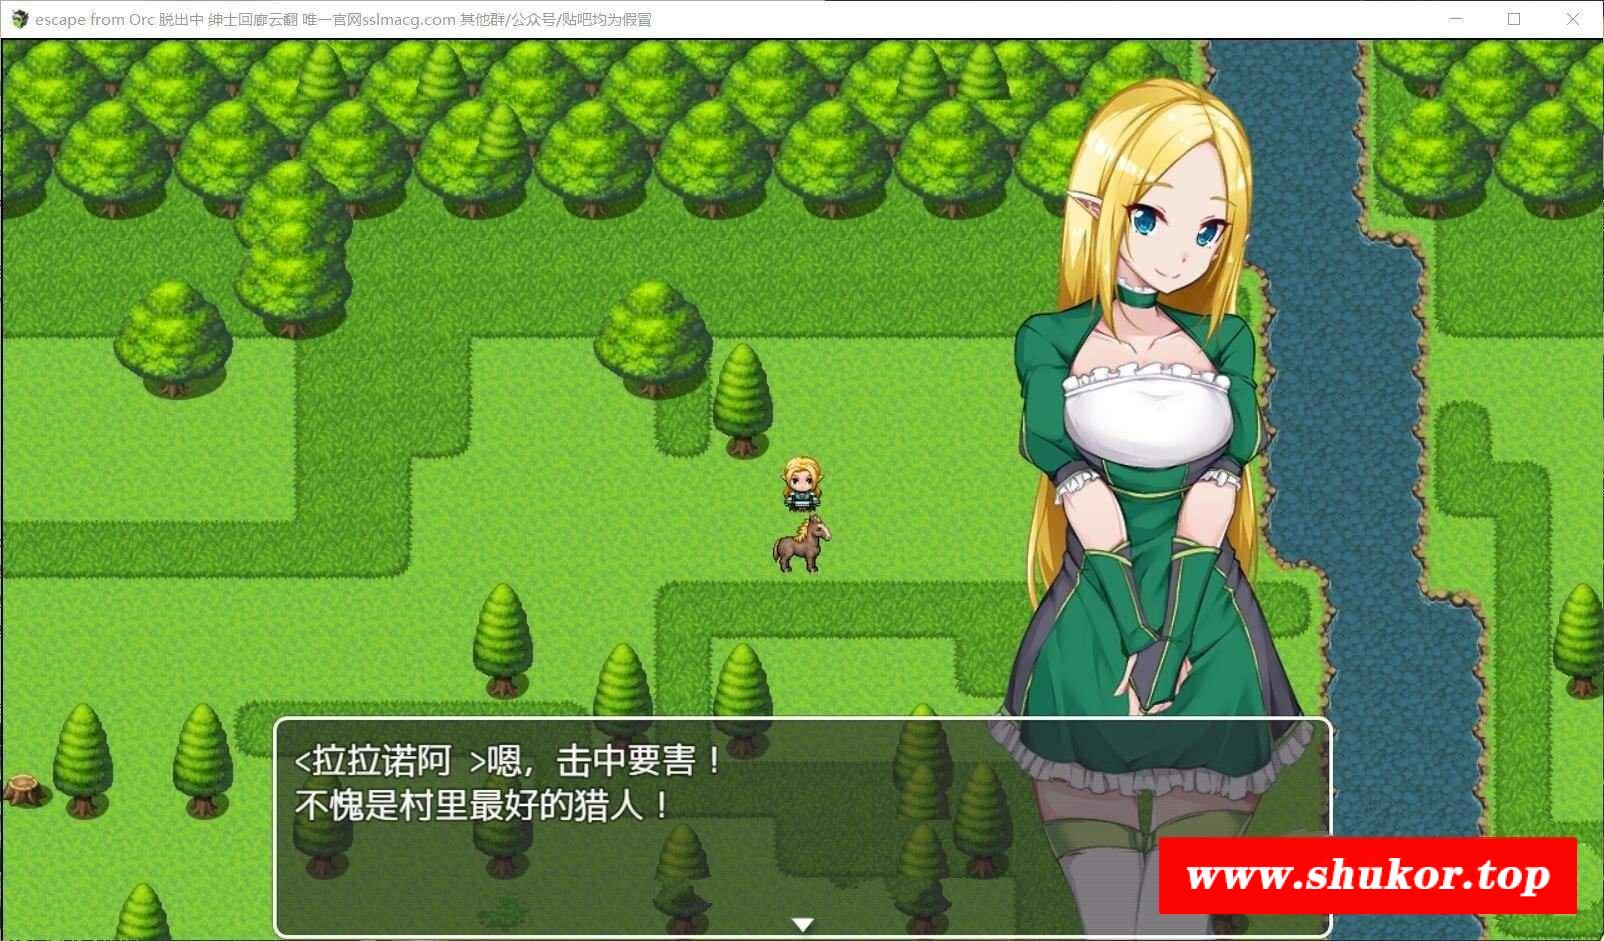 escape from Orc 脱出中 绅士回廊云翻 唯一官网sslmacg.com 其他群/公众号/贴吧均为假冒
<拉拉诺阿 >嗯，击中要害！
不愧是村里最好的猎人！
www.shukor.top